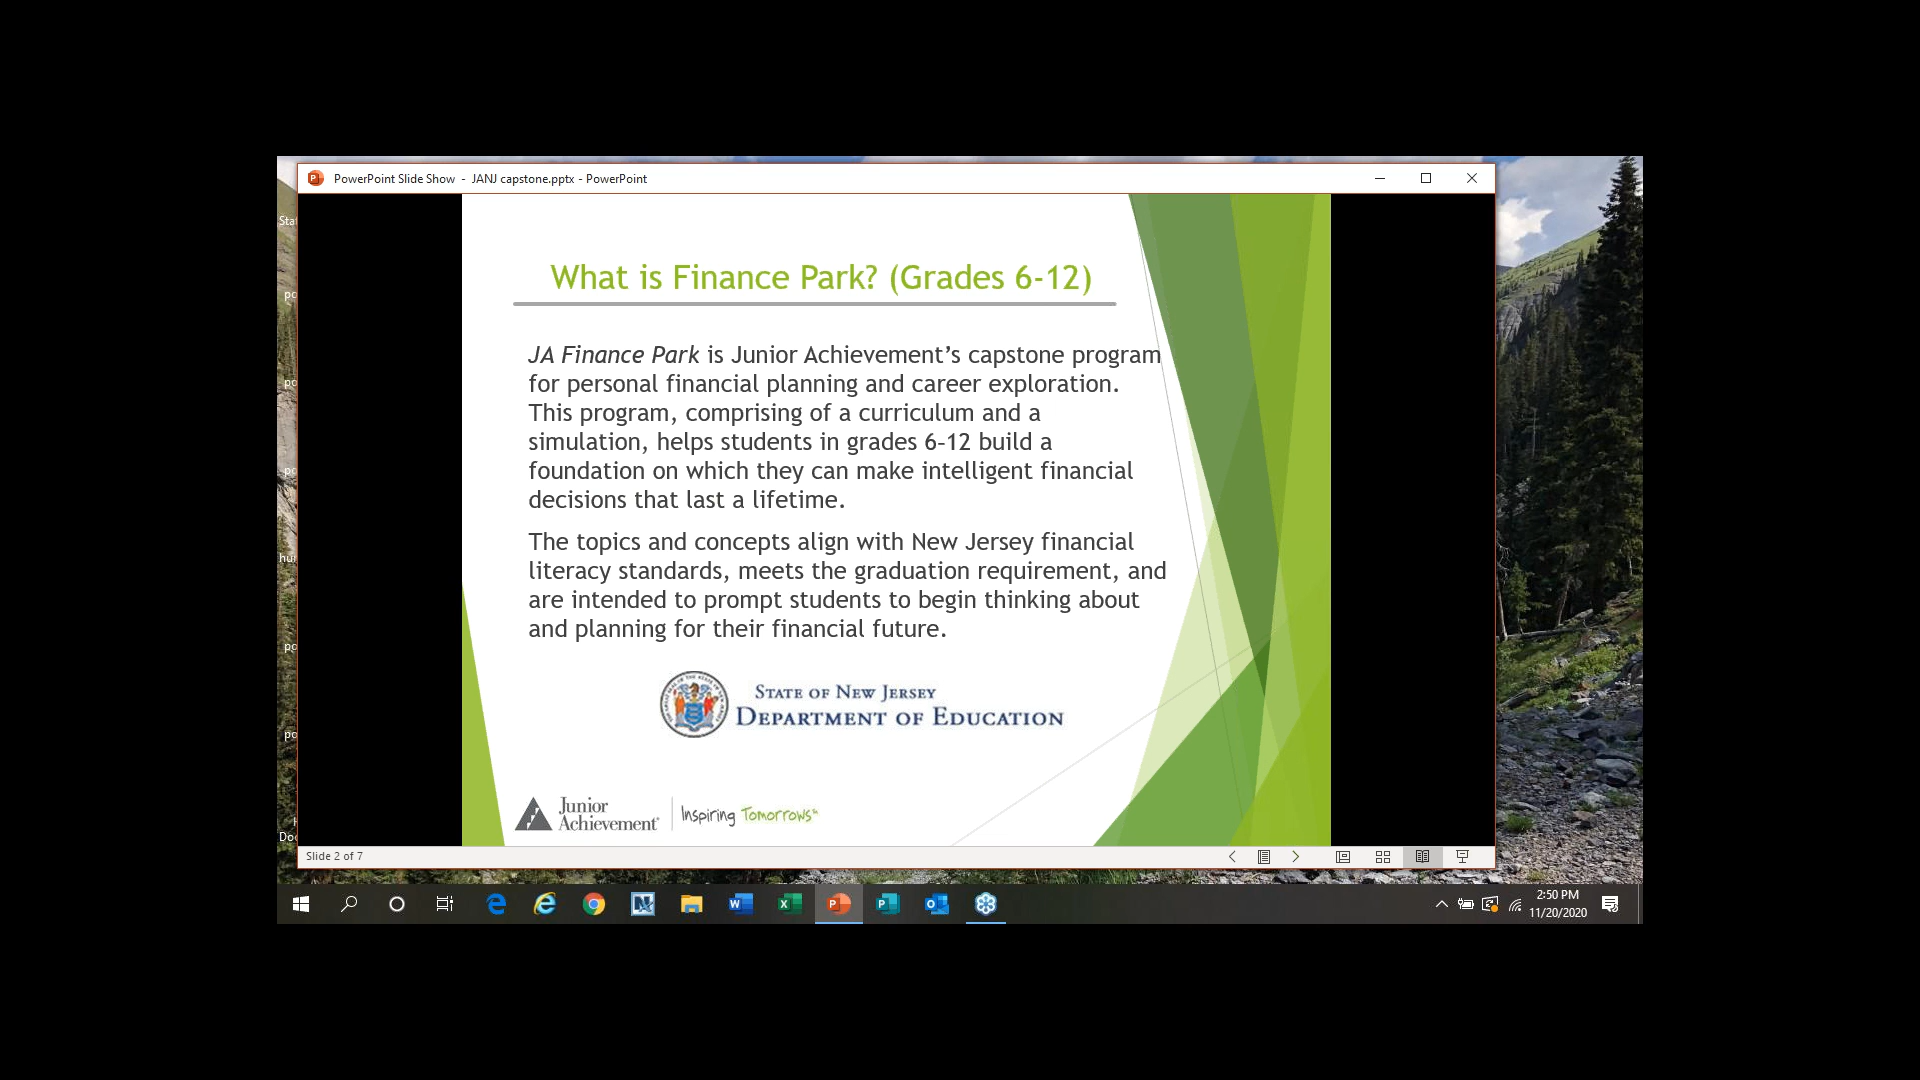 PowerPoint Slide Show - JANJ capstone.pptx - PowerPoint
What is Finance Park? (Grades 6-12)
JA Finance Park is Junior Achievement’s capstone program
for personal financial planning and career exploration.
This program, comprising of a curriculum and a
simulation, helps students in grades 6-12 build a
foundation on which they can make intelligent financial
decisions that last a lifetime.
The topics and concepts align with New Jersey financial
literacy standards, meets the graduation requirement, and
are intended to prompt students to begin thinking about
and planning for their financial future.
STATE OF NEW JERSEY
DEPARTMENT OF EDUCATION
Junior
Achievement®
Inspiring Tomorrows
Slide 2 of 7
2:50 PM
11/20/2020